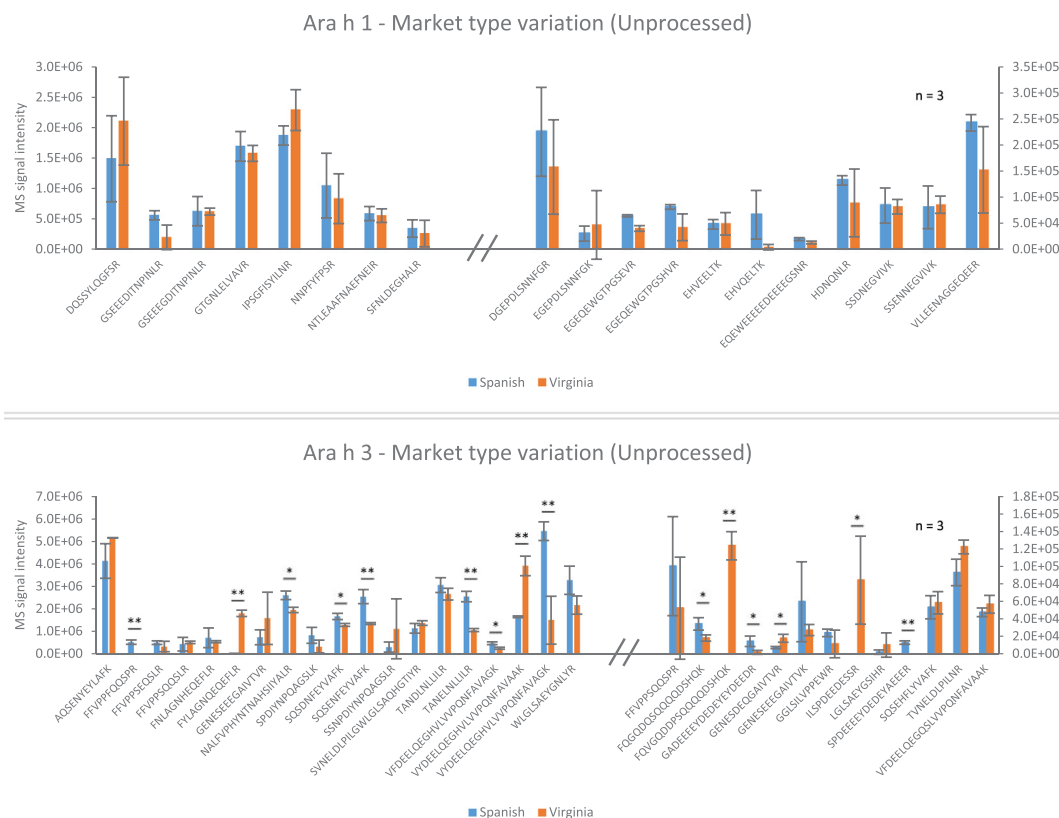 Ara h 1 - Market type variation (Unprocessed)
MS signal intensity
3.0E+06
2.5E+06
2.0E+06
1.5E+06
1.0E+06
5.0E+05
0.0E+00
3.5E+05
3.0E+05
2.5E+05
2.0E+05
1.5E+05
1.0E+05
5.0E+04
0.0E+00
n = 3
DQSSYLQGFSR
GSEEEDITNPINLR
GSEEGDITNPINLR
GTGNLELVAVR
IPSGFISYILNR
NNPFYFPSR
NTLEAAFNAEFNEIR
SFNLDEGHALR
DGEPDLSNNFGR
EGEPDLSNNFGK
EGEQEWGTPGSEVR
EGEQEWGTPGSHVR
EHVEELTK
EHVQELTK
EQEWEEEEDEEEEGSNR
HDNQNLR
SSDNEGVIVK
SSENNEGVIVK
VLLEENAGGEQEER
Spanish Virginia
Ara h 3 - Market type variation (Unprocessed)
MS signal intensity
7.0E+06
6.0E+06
5.0E+06
4.0E+06
3.0E+06
2.0E+06
1.0E+06
0.0E+00
1.8E+05
1.6E+05
1.4E+05
1.2E+05
1.0E+05
8.0E+04
6.0E+04
4.0E+04
2.0E+04
0.0E+00
n = 3
** ** * * ** ** * ** ** * ** * * * **
AQSNYEYLAFK
FFVPPFQQSPR
FFVPPSEQSLR
FFVPPSQQSLR
FNLAGNHEQEFLR
FYLAGNQEQEFLR
GENESEEGAIVTVR
NALFVPHYNTNAHSIIYALR
SPDIYNPQAGSLK
SQSDNFEYVAFK
SQSENFEYVAFK
SSNPDIYNPQAGSLR
SVNELDLPILGWLGLSAQHGTIYR
TANDLNLLILR
TANELNLLILR
VFDEELQEGHVLVVPQNFAVAGK
VYDEELQEGHVLVVPQNFAVAAK
VYDEELQEGHVLVVPQNFAVAGK
WLGLSAEYGNLYR
FFVPPSQQSPR
FQGQDQSQQQQDSHQK
FQVGQDDPSQQQQDSHQK
GADEEEEYDEDEYEYDEEDR
GENESDEQGAIVTVR
GENESEEEGAIVTVK
GGLSILVPPEWR
ILSPDEEDESSR
LGLSAEYGSIHR
SPDEEEEYDEDEYAEEER
SQSHFLYVAFK
TVNELDLPILNR
VFDEELQEGQSLVVPQNFAVAAK
Spanish Virginia